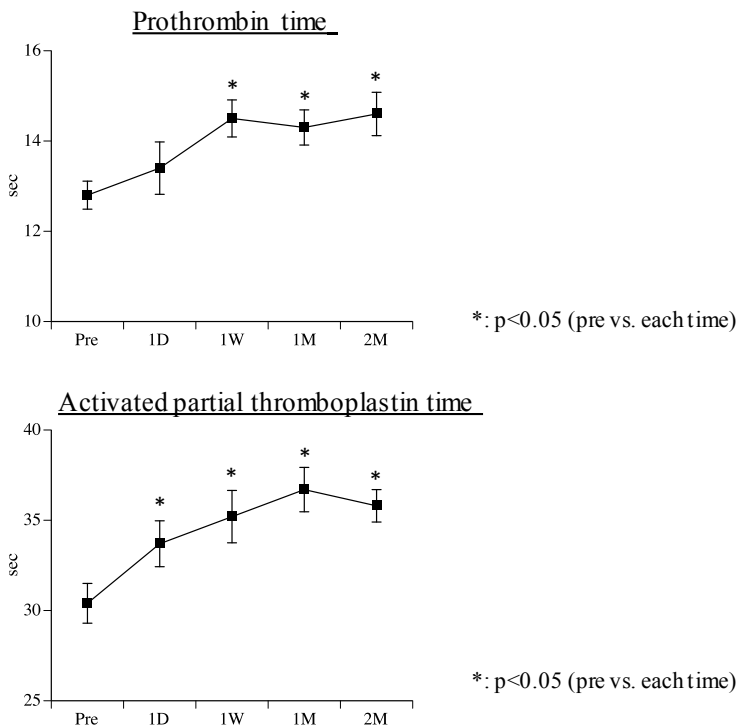 Prothrombin time
16
*
*
*
14
sec
12
10
Pre 1D 1W 1M 2M
*: p<0.05 (pre vs. each time)
Activated partial thromboplastin time
40
*
*
*
*
35
sec
30
25
Pre 1D 1W 1M 2M
*: p<0.05 (pre vs. each time)